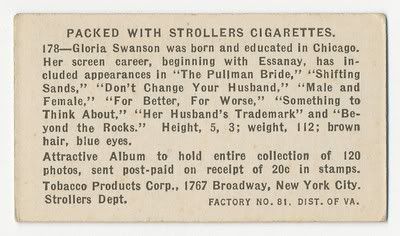 PACKED WITH STROLLERS CIGARETTES.
178—Gloria Swanson was born and educated in Chicago.
Her screen career, beginning with Essanay, has in-
cluded appearances in "The Pullman Bride," "Shifting
Sands," "Don't Change Your Husband," "Male and
Female," "For Better, For Worse," "Something to
Think About," "Her Husband's Trademark" and "Be-
yond the Rocks." Height, 5, 3; weight, 112; brown
hair, blue eyes.
Attractive Album to hold entire collection of 120
photos, sent post-paid on receipt of 20c in stamps.
Tobacco Products Corp., 1767 Broadway, New York City.
Strollers Dept. FACTORY NO. 81. DIST. OF VA.